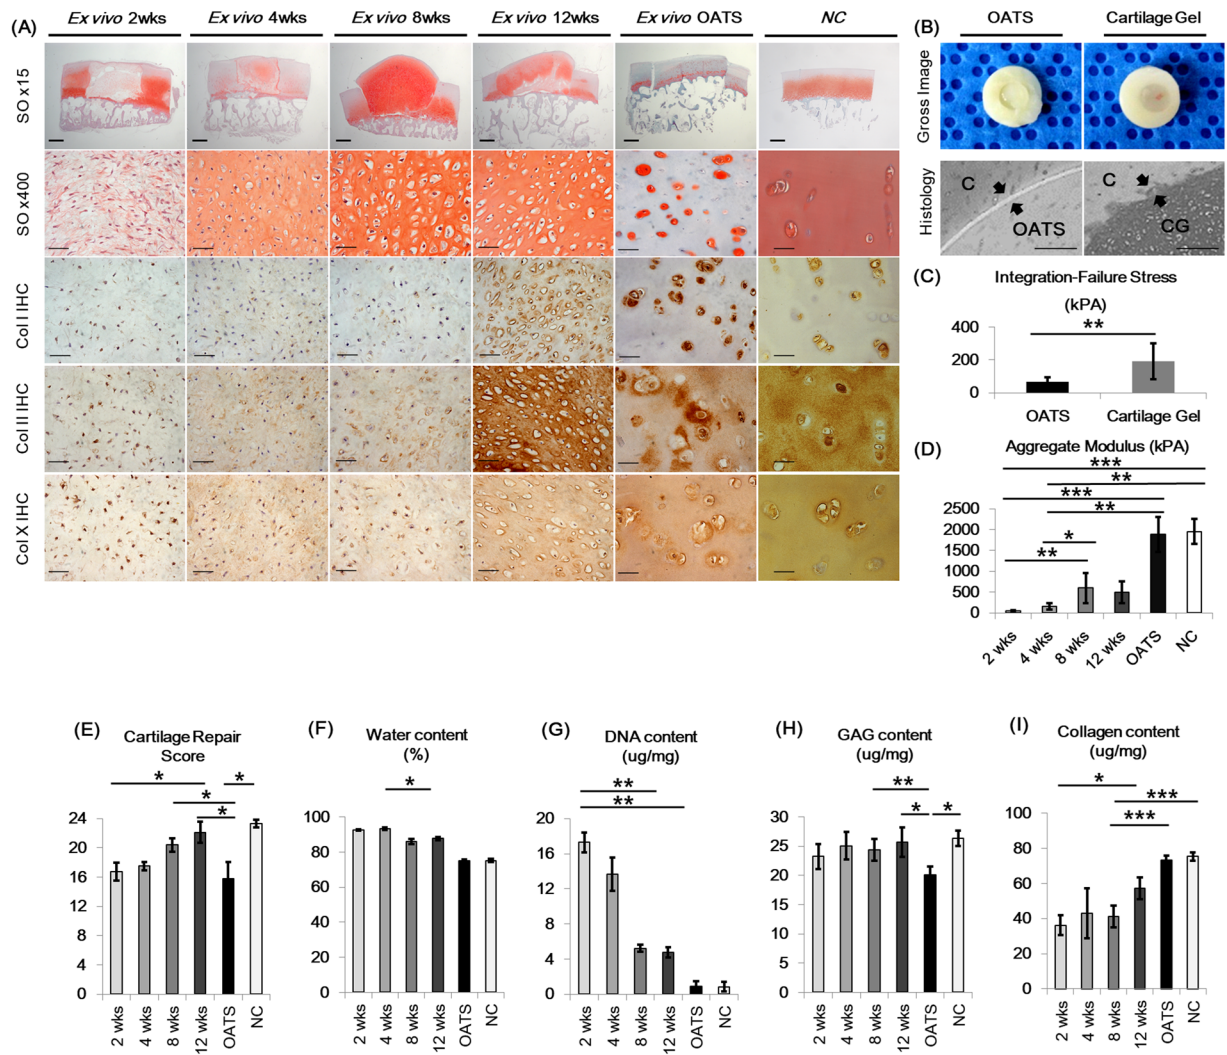 (A)
Ex vivo 2wks
Ex vivo 4wks
Ex vivo 8wks
Ex vivo 12wks
Ex vivo OATS
NC
SO x15
SO x400
Col I IHC
Col II IHC
Col X IHC
(B)
OATS
Cartilage Gel
Gross Image
Histology
C
OATS
C
CG
(C)
Integration-Failure Stress
(kPA)
**
400
200
0
OATS
Cartilage Gel
(D)
Aggregate Modulus (kPA)
***
**
***
**
*
**
2500
2000
1500
1000
500
0
2 wks
4 wks
8 wks
12 wks
OATS
NC
(E)
Cartilage Repair
Score
*
*
*
*
24
20
16
12
8
4
0
2 wks
4 wks
8 wks
12 wks
OATS
NC
(F)
Water content
(%)
*
100
80
60
40
20
0
2 wks
4 wks
8 wks
12 wks
OATS
NC
(G)
DNA content
(ug/mg)
**
**
20
16
12
8
4
0
2 wks
4 wks
8 wks
12 wks
OATS
NC
(H)
GAG content
(ug/mg)
**
*
*
30
25
20
15
10
5
0
2 wks
4 wks
8 wks
12 wks
OATS
NC
(I)
Collagen content
(ug/mg)
*
***
***
100
80
60
40
20
0
2 wks
4 wks
8 wks
12 wks
OATS
NC